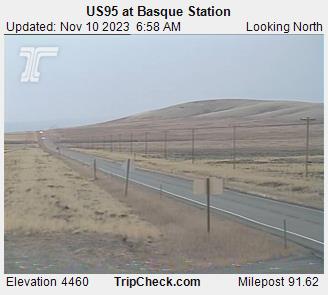 US95 at Basque Station
Updated: Nov 10 2023 6:58 AM Looking North
Elevation 4460 TripCheck.com Milepost 91.62